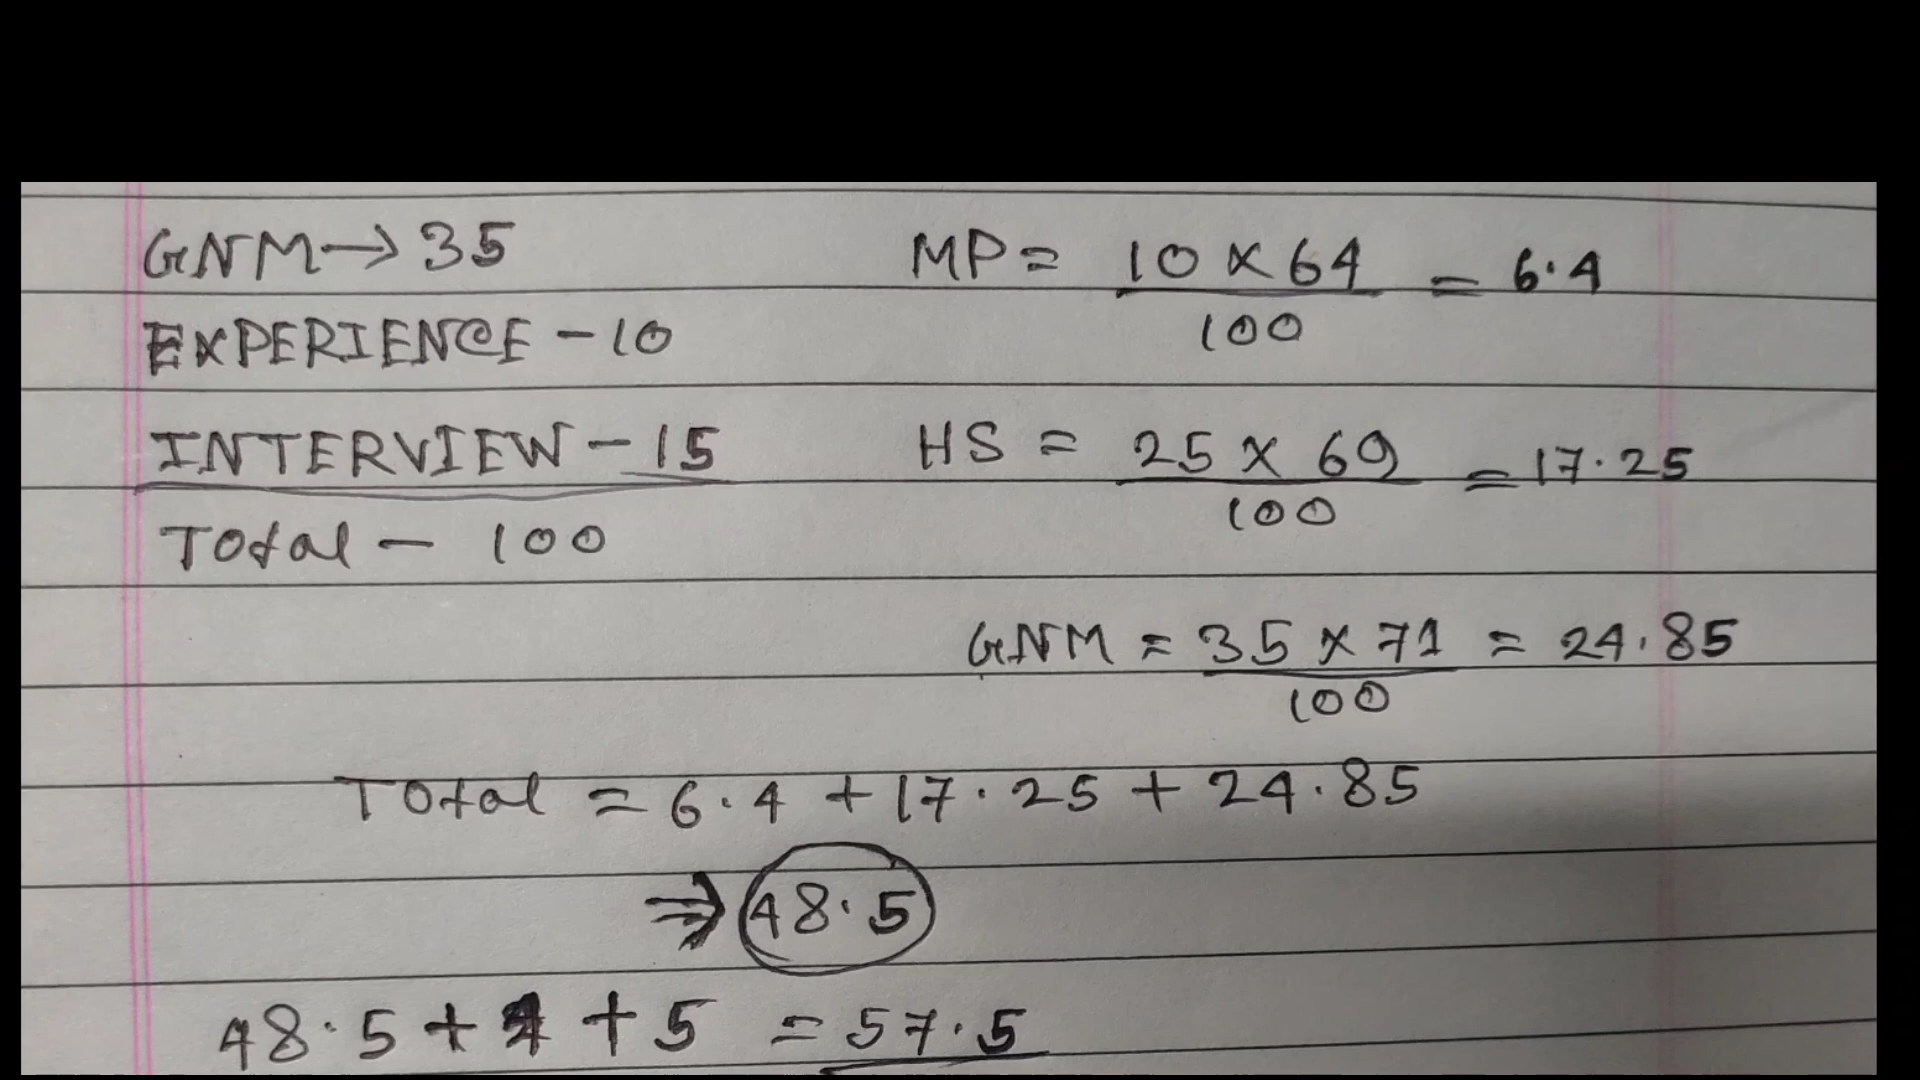 GNM → 35
EXPERIENCE - 10
INTERVIEW - 15
Total - 100
MP = 10 x 64 / 100 = 6.4
HS = 25 x 69 / 100 = 17.25
GNM = 35 x 71 / 100 = 24.85
Total = 6.4 + 17.25 + 24.85
⇒ 48.5
48.5 + 4 + 5 = 57.5